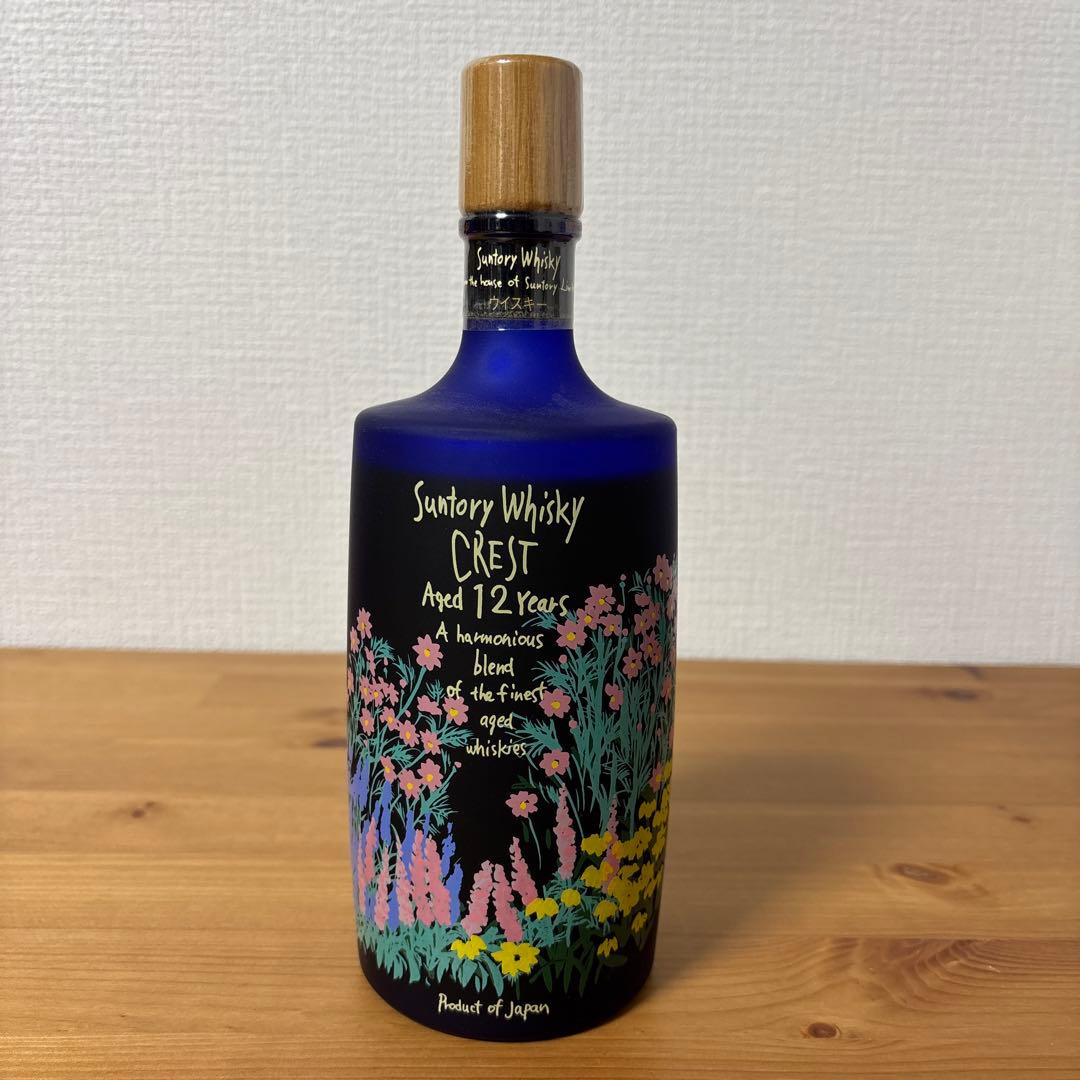 Suntory Whisky
the house of Suntory
ウイスキー
Suntory Whisky
CREST
Aged 12 Years
A harmonious
blend
of the finest
aged
whiskies
Product of Japan